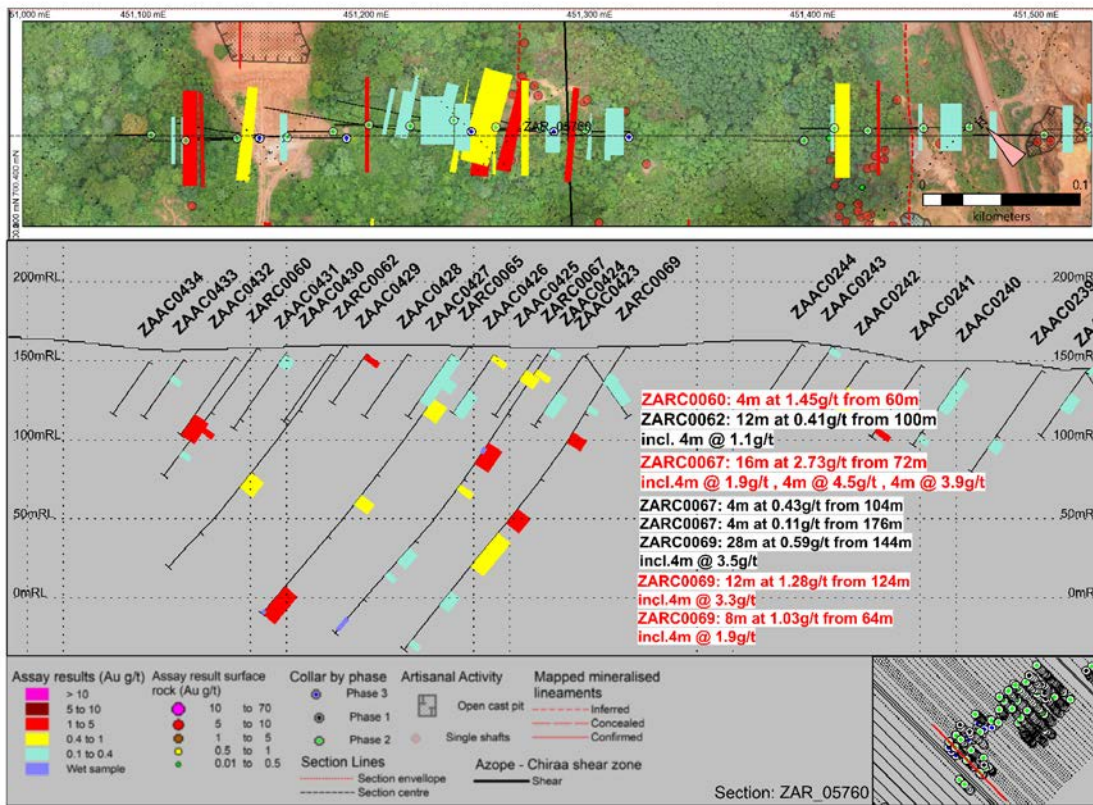 51,000 mE 451,100 mE 451,200 mE 451,300 mE 451,400 mE 451,500 mE
ZAR_05760
700,400 mN
0 0.1
kilometers
200mRL 200mRL
ZAAC0434
ZAAC0433
ZAAC0432
ZARC0060
ZAAC0431
ZAAC0430
ZARC0062
ZAAC0429
ZAAC0428
ZAAC0427
ZARC0065
ZAAC0426
ZAAC0425
ZARC0067
ZAAC0424
ZAAC0423
ZARC0069
ZAAC0244
ZAAC0243
ZAAC0242
ZAAC0241
ZAAC0240
ZAAC0239
150mRL 150mRL
100mRL 100mRL
50mRL 50mRL
0mRL 0mRL
ZARC0060: 4m at 1.45g/t from 60m
ZARC0062: 12m at 0.41g/t from 100m
incl. 4m @ 1.1g/t
ZARC0067: 16m at 2.73g/t from 72m
incl.4m @ 1.9g/t , 4m @ 4.5g/t , 4m @ 3.9g/t
ZARC0067: 4m at 0.43g/t from 104m
ZARC0067: 4m at 0.11g/t from 176m
ZARC0069: 28m at 0.59g/t from 144m
incl.4m @ 3.5g/t
ZARC0069: 12m at 1.28g/t from 124m
incl.4m @ 3.3g/t
ZARC0069: 8m at 1.03g/t from 64m
incl.4m @ 1.9g/t
Assay results (Au g/t)
> 10
5 to 10
1 to 5
0.4 to 1
0.1 to 0.4
Wet sample
Assay result surface
rock (Au g/t)
10 to 70
5 to 10
1 to 5
0.5 to 1
0.01 to 0.5
Collar by phase
Phase 3
Phase 1
Phase 2
Section Lines
Section envelope
Section centre
Artisanal Activity
Open cast pit
Single shafts
Mapped mineralised
lineaments
Inferred
Concealed
Confirmed
Azope - Chiraa shear zone
Shear
Section: ZAR_05760